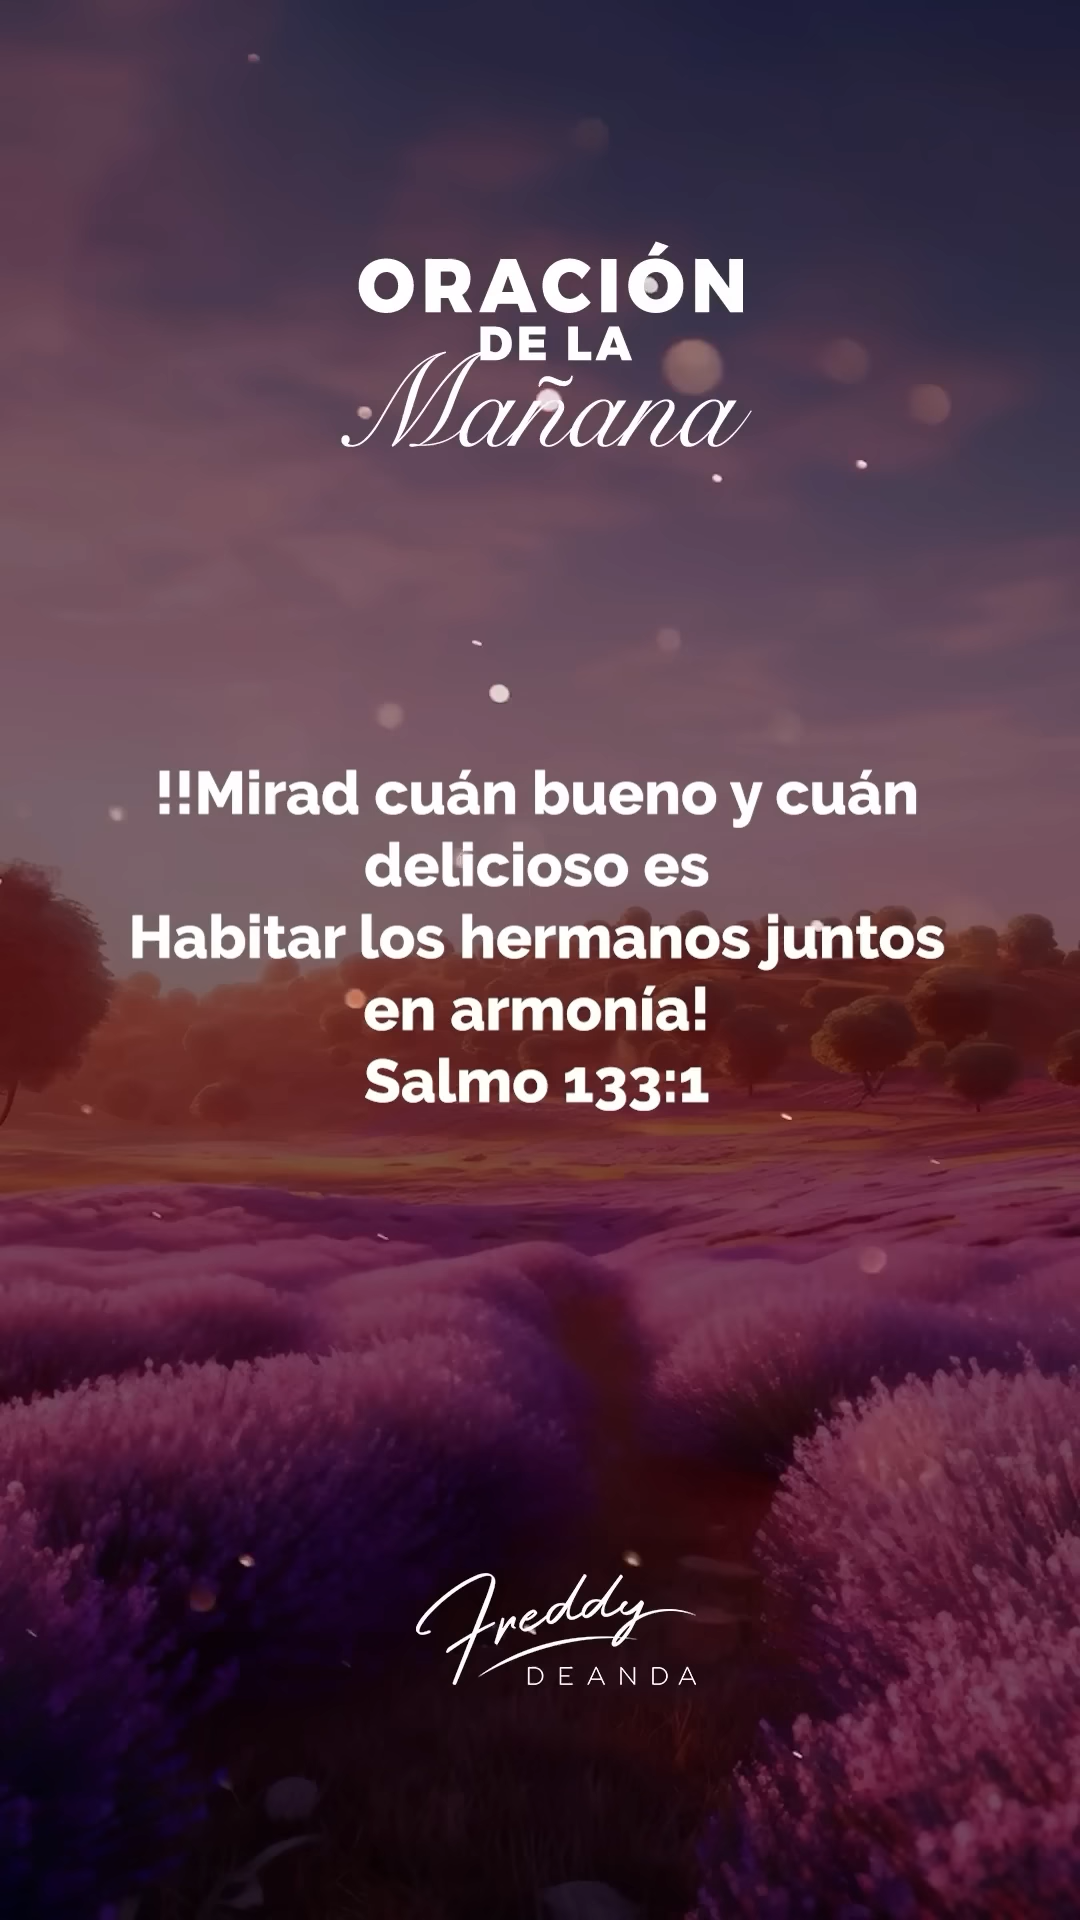 ORACIÓN
DE LA
Mañana
!!Mirad cuán bueno y cuán
delicioso es
Habitar los hermanos juntos
en armonía!
Salmo 133:1
Freddy
DEANDA